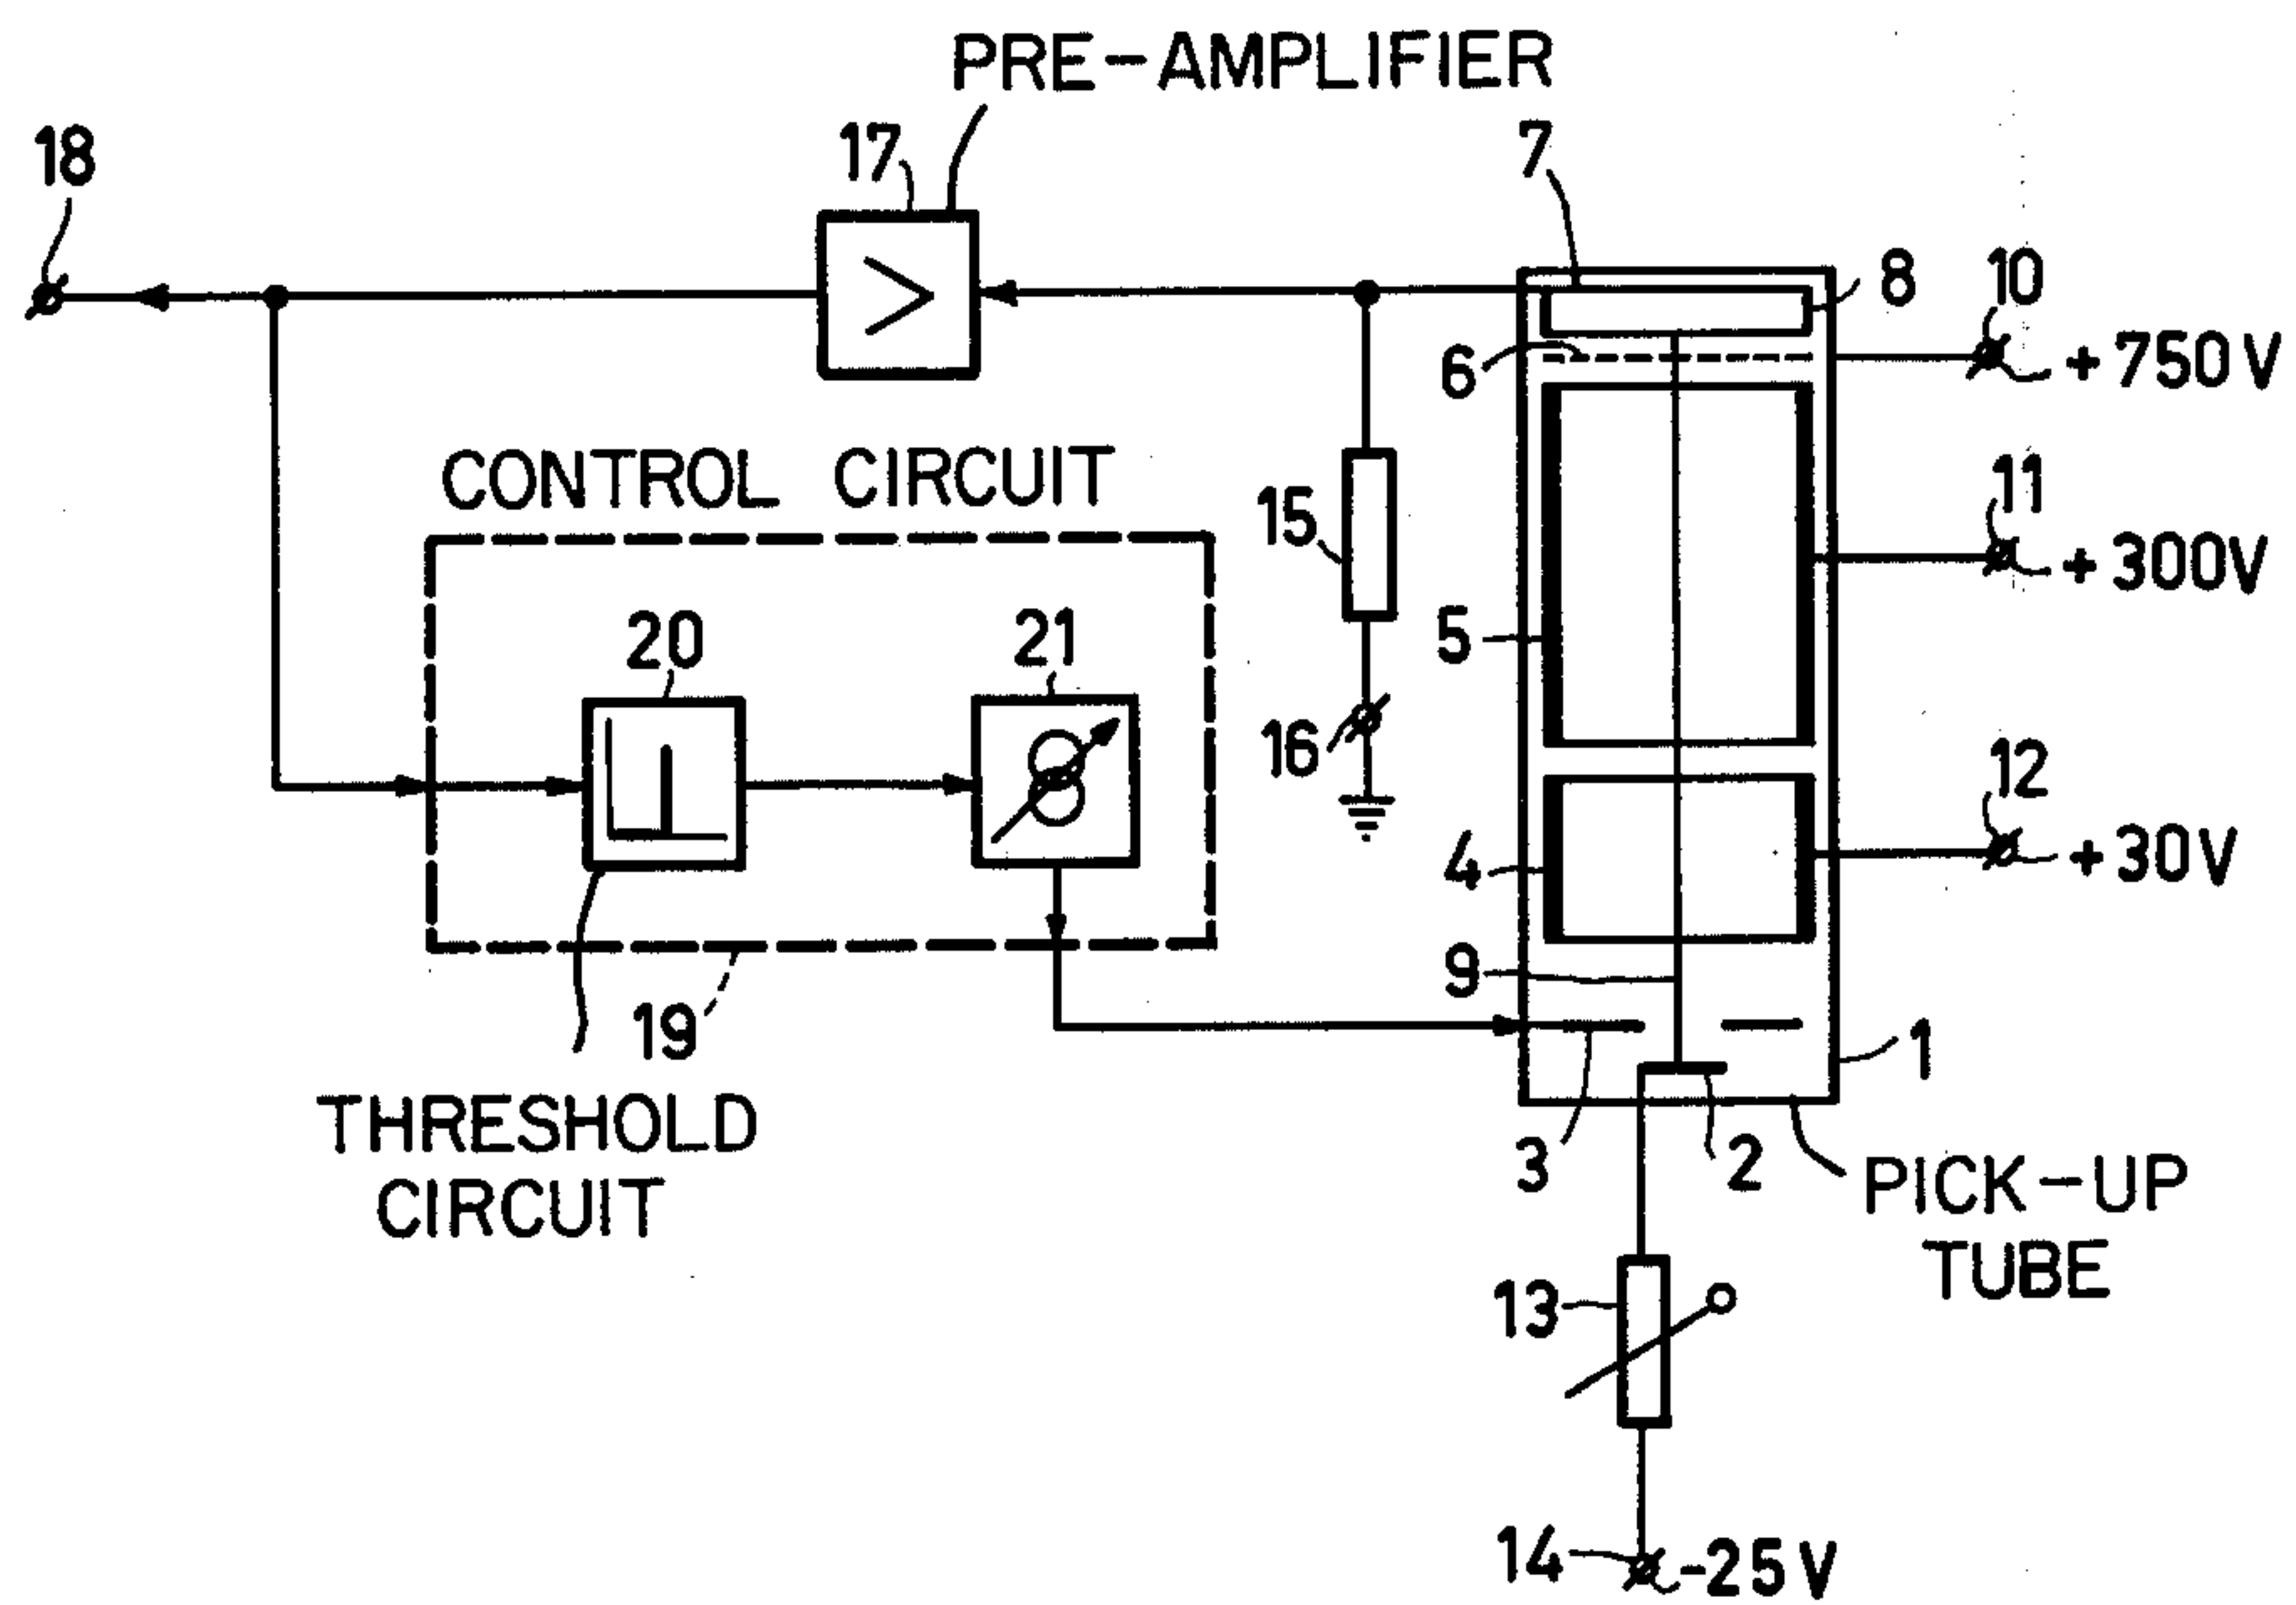 PRE-AMPLIFIER
18
17
7
8
10
6
+750V
CONTROL CIRCUIT
11
15
+300V
20
21
5
16
12
4
+30V
9
19
1
THRESHOLD
CIRCUIT
3
2
PICK-UP
TUBE
13
14
-25V